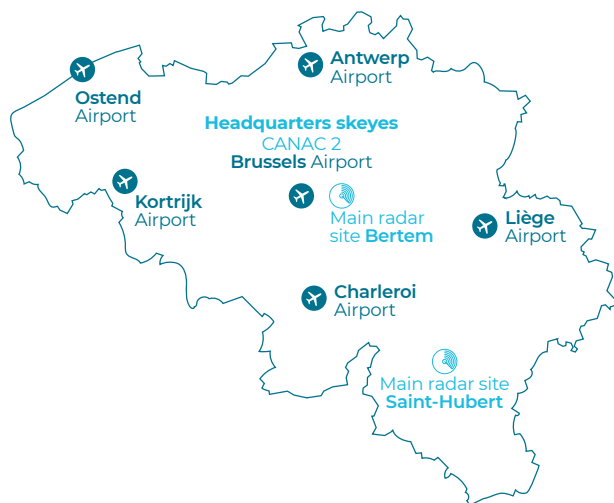 Antwerp
Airport
Ostend
Airport
Headquarters skeyes
CANAC 2
Brussels Airport
Kortrijk
Airport
Main radar
site Bertem
Liège
Airport
Charleroi
Airport
Main radar site
Saint-Hubert